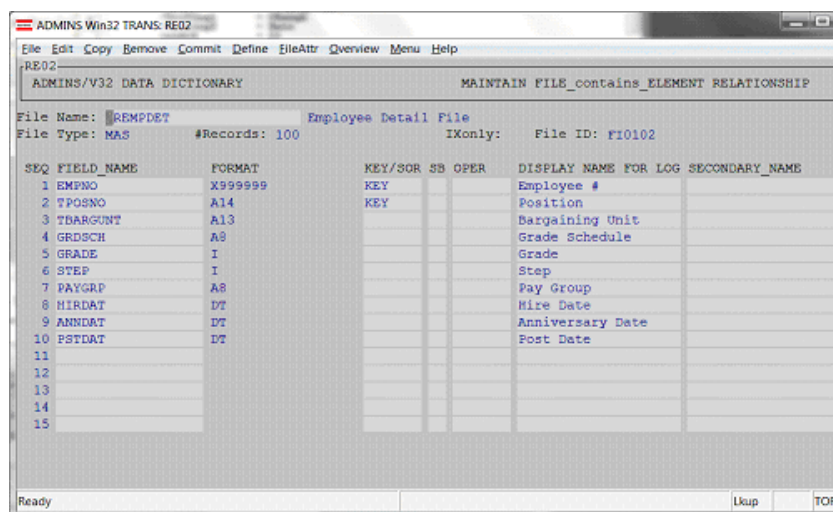 ADMINS Win32 TRANS: RE02
File Edit Copy Remove Commit Define FileAttr Overview Menu Help
RE02
ADMINS/V32 DATA DICTIONARY MAINTAIN FILE_contains_ELEMENT RELATIONSHIP
File Name: REMPDET Employee Detail File
File Type: MAS #Records: 100 IXonly: File ID: FI0102
SEQ FIELD_NAME FORMAT KEY/SOR SB OPER DISPLAY NAME FOR LOG SECONDARY_NAME
1 EMPNO X999999 KEY Employee #
2 TPOSNO A14 KEY Position
3 TBARGUNT A13 Bargaining Unit
4 GRDSCH A8 Grade Schedule
5 GRADE I Grade
6 STEP I Step
7 PAYGRP A8 Pay Group
8 HIRDAT DT Hire Date
9 ANNDAT DT Anniversary Date
10 PSTDAT DT Post Date
11
12
13
14
15
Ready Lkup TOF